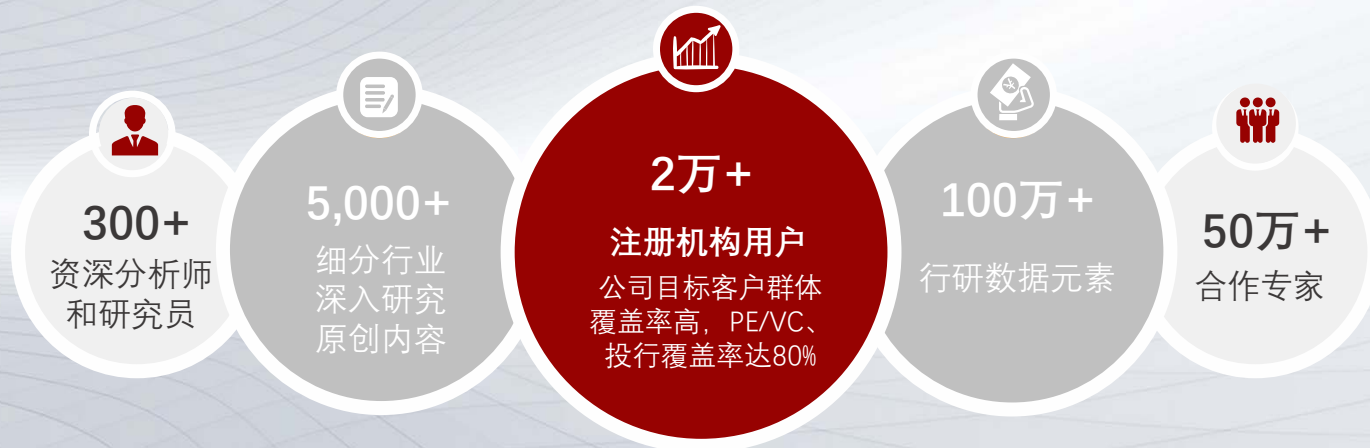 300+
资深分析师
和研究员
5,000+
细分行业
深入研究
原创内容
2万+
注册机构用户
公司目标客户群体
覆盖率高，PE/VC、
投行覆盖率达80%
100万+
行研数据元素
50万+
合作专家